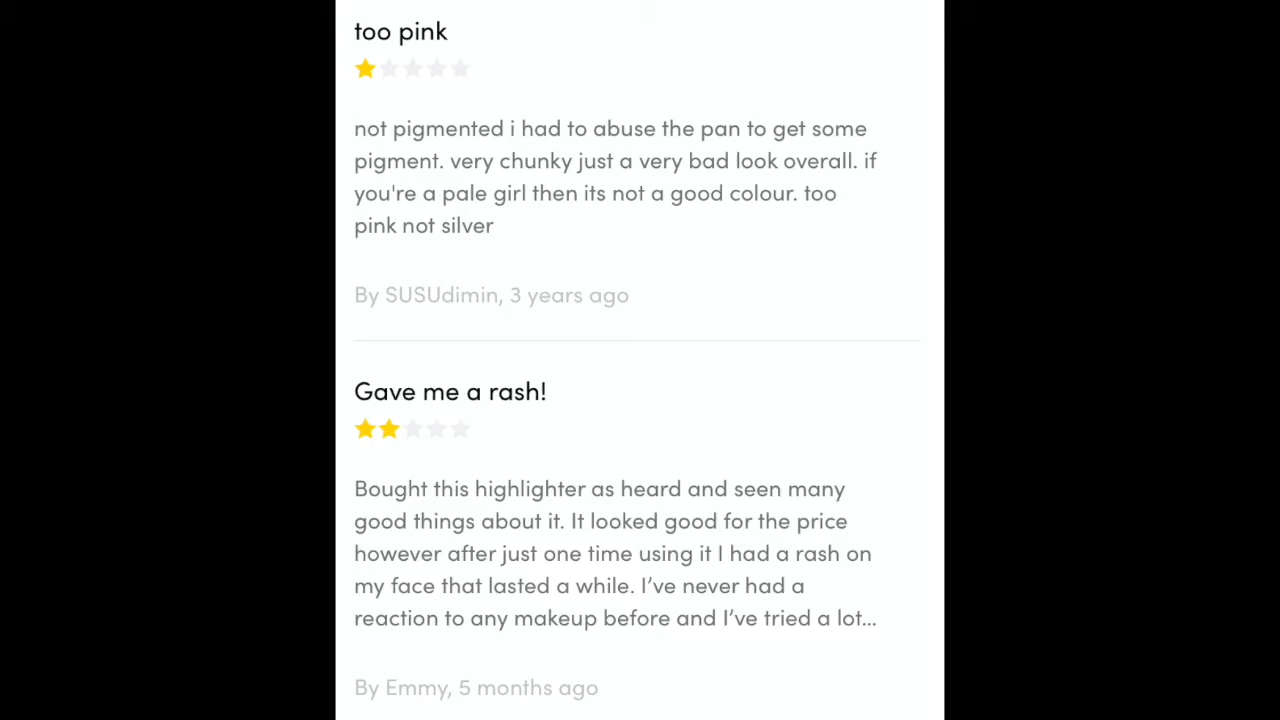 too pink
not pigmented i had to abuse the pan to get some
pigment. very chunky just a very bad look overall. if
you're a pale girl then its not a good colour. too
pink not silver
By SUSUdimin, 3 years ago
Gave me a rash!
Bought this highlighter as heard and seen many
good things about it. It looked good for the price
however after just one time using it I had a rash on
my face that lasted a while. I’ve never had a
reaction to any makeup before and I’ve tried a lot...
By Emmy, 5 months ago